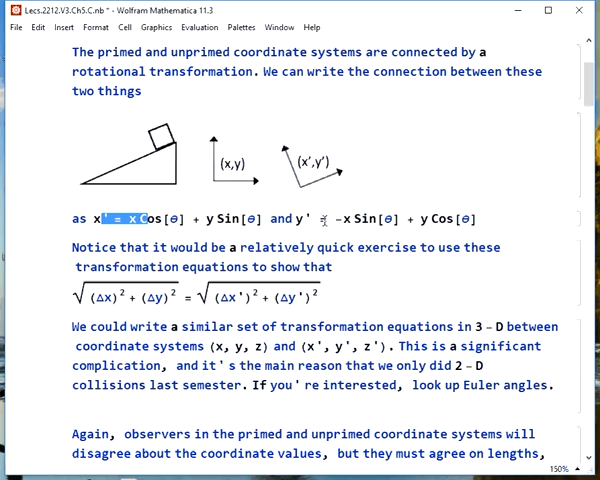 Lecs.2212.V3.Ch5.C.nb * - Wolfram Mathematica 11.3
File Edit Insert Format Cell Graphics Evaluation Palettes Window Help
The primed and unprimed coordinate systems are connected by a
rotational transformation. We can write the connection between these
two things
(x,y)
(x',y')
as x' = x Cos[θ] + y Sin[θ] and y' = -x Sin[θ] + y Cos[θ]
Notice that it would be a relatively quick exercise to use these
transformation equations to show that
√((Δx)² + (Δy)²) = √((Δx')² + (Δy')²)
We could write a similar set of transformation equations in 3 - D between
coordinate systems (x, y, z) and (x', y', z'). This is a significant
complication, and it's the main reason that we only did 2 - D
collisions last semester. If you're interested, look up Euler angles.
Again, observers in the primed and unprimed coordinate systems will
disagree about the coordinate values, but they must agree on lengths,
150%